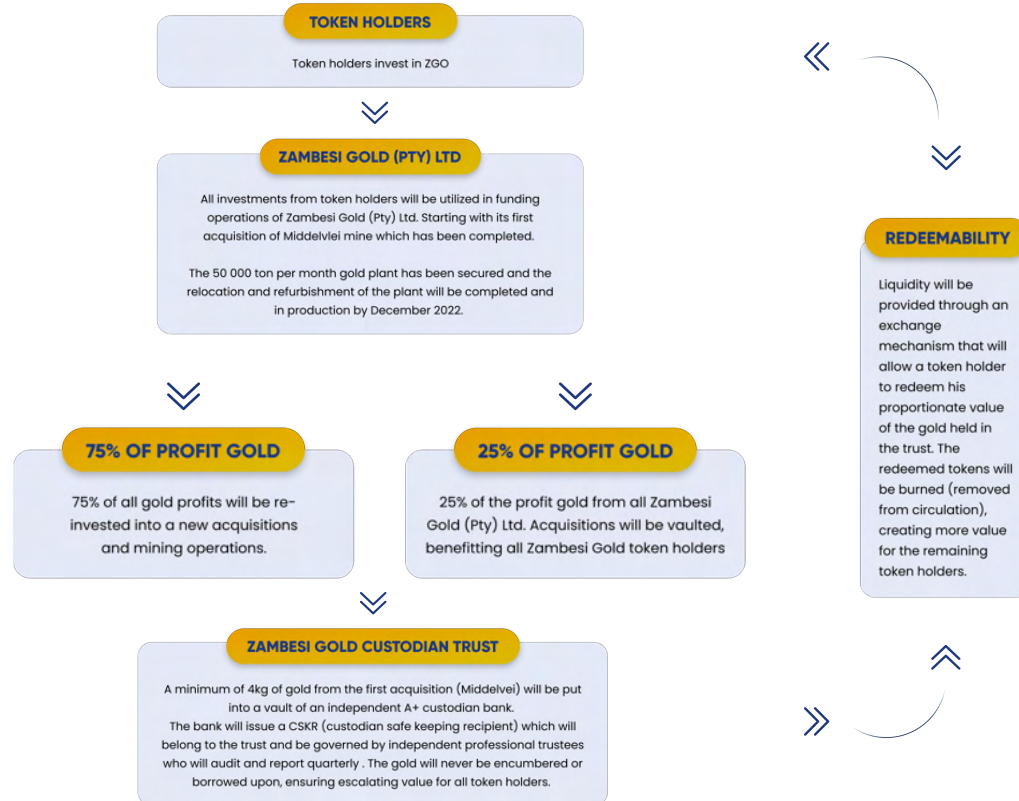 TOKEN HOLDERS
Token holders invest in ZGO
ZAMBESI GOLD (PTY) LTD
All investments from token holders will be utilized in funding
operations of Zambesi Gold (Pty) Ltd. Starting with its first
acquisition of Middelvlei mine which has been completed.
The 50 000 ton per month gold plant has been secured and the
relocation and refurbishment of the plant will be completed and
in production by December 2022.
75% OF PROFIT GOLD
75% of all gold profits will be re-
invested into a new acquisitions
and mining operations.
25% OF PROFIT GOLD
25% of the profit gold from all Zambesi
Gold (Pty) Ltd. Acquisitions will be vaulted,
benefitting all Zambesi Gold token holders
ZAMBESI GOLD CUSTODIAN TRUST
A minimum of 4kg of gold from the first acquisition (Middelvei) will be put
into a vault of an independent A+ custodian bank.
The bank will issue a CSKR (custodian safe keeping recipient) which will
belong to the trust and be governed by independent professional trustees
who will audit and report quarterly . The gold will never be encumbered or
borrowed upon, ensuring escalating value for all token holders.
REDEEMABILITY
Liquidity will be
provided through an
exchange
mechanism that will
allow a token holder
to redeem his
proportionate value
of the gold held in
the trust. The
redeemed tokens will
be burned (removed
from circulation),
creating more value
for the remaining
token holders.